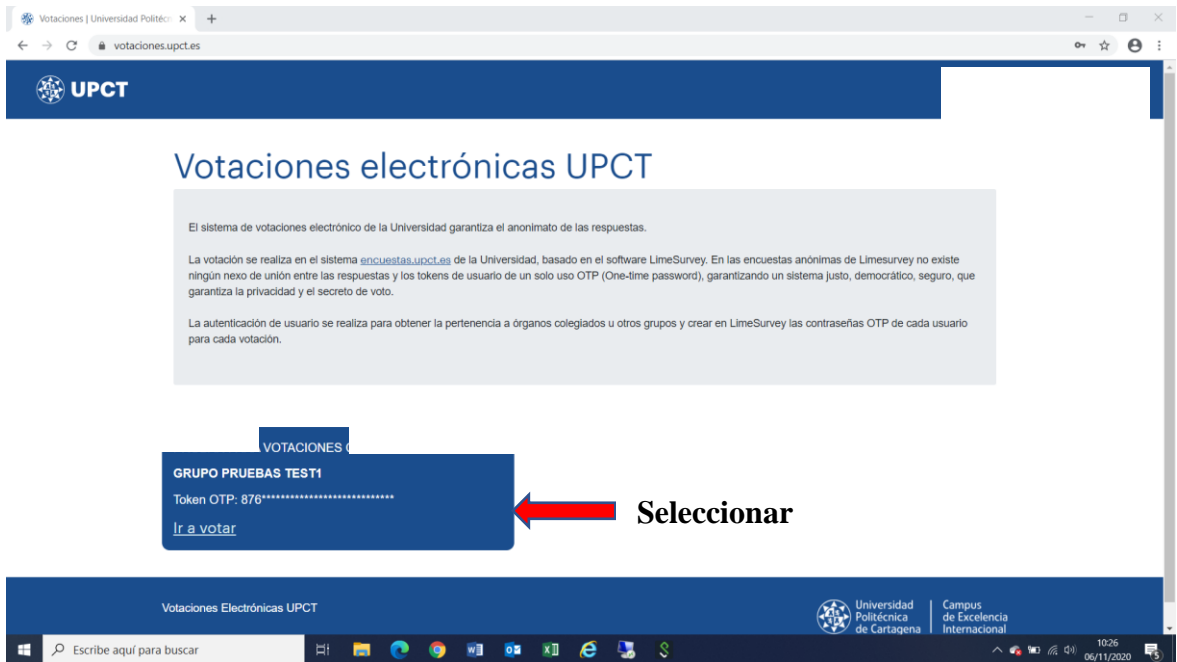 Votaciones | Universidad Politécn
votaciones.upct.es
UPCT
Votaciones electrónicas UPCT
El sistema de votaciones electrónico de la Universidad garantiza el anonimato de las respuestas.
La votación se realiza en el sistema encuestas.upct.es de la Universidad, basado en el software LimeSurvey. En las encuestas anónimas de Limesurvey no existe
ningún nexo de unión entre las respuestas y los tokens de usuario de un solo uso OTP (One-time password), garantizando un sistema justo, democrático, seguro, que
garantiza la privacidad y el secreto de voto.
La autenticación de usuario se realiza para obtener la pertenencia a órganos colegiados u otros grupos y crear en LimeSurvey las contraseñas OTP de cada usuario
para cada votación.
VOTACIONES
GRUPO PRUEBAS TEST1
Token OTP: 876****************************
Ir a votar
Seleccionar
Votaciones Electrónicas UPCT
Universidad
Politécnica
de Cartagena
Campus
de Excelencia
Internacional
Escribe aquí para buscar
10:26
06/11/2020
5